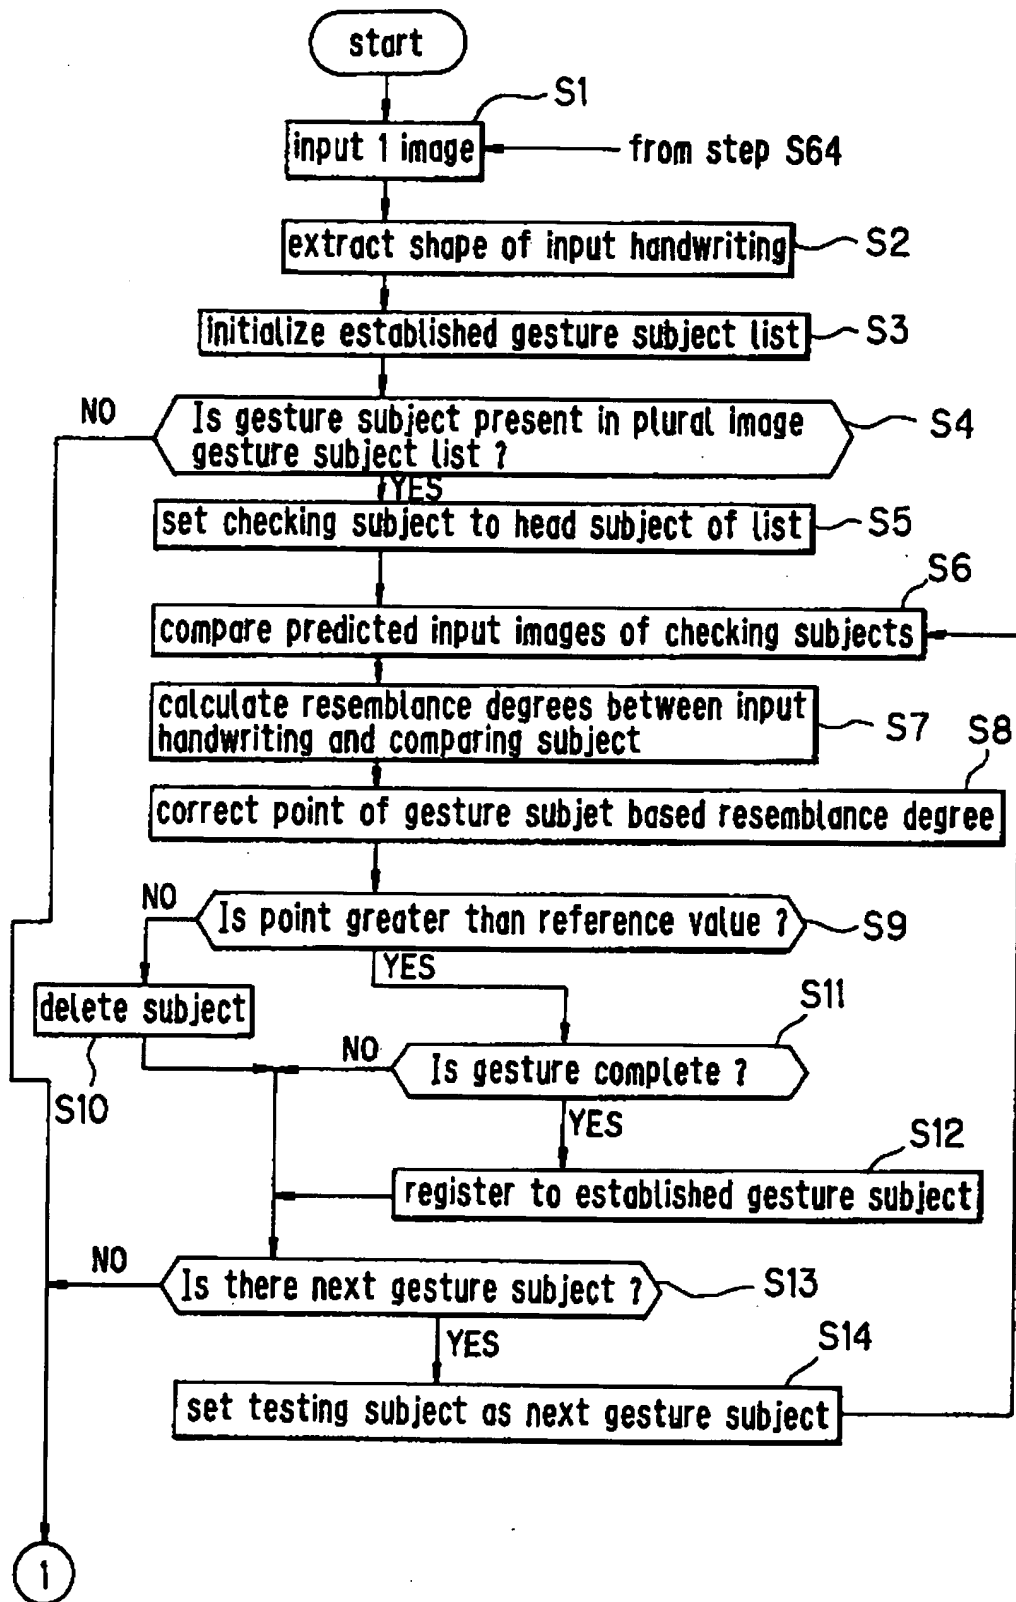 start
S1
input 1 image
from step S64
extract shape of input handwriting
S2
initialize established gesture subject list
S3
NO
Is gesture subject present in plural image
gesture subject list ?
S4
YES
set checking subject to head subject of list
S5
S6
compare predicted input images of checking subjects
calculate resemblance degrees between input
handwriting and comparing subject
S7
S8
correct point of gesture subjet based resemblance degree
NO
Is point greater than reference value ?
S9
YES
delete subject
S10
S11
NO
Is gesture complete ?
YES
S12
register to established gesture subject
NO
Is there next gesture subject ?
S13
YES
S14
set testing subject as next gesture subject
1